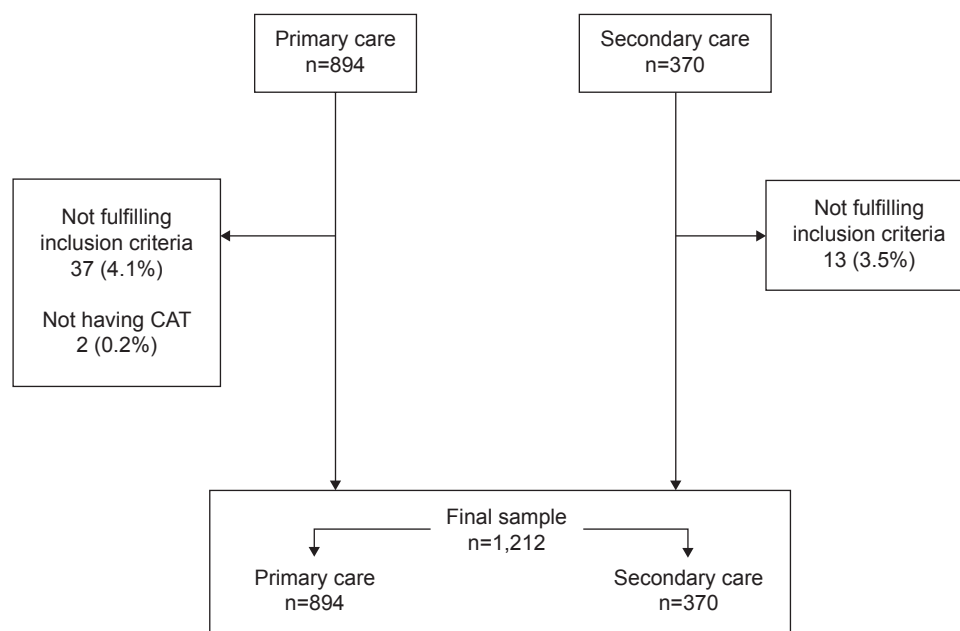 Primary care
n=894
Secondary care
n=370
Not fulfilling
inclusion criteria
37 (4.1%)
Not having CAT
2 (0.2%)
Not fulfilling
inclusion criteria
13 (3.5%)
Final sample
n=1,212
Primary care
n=894
Secondary care
n=370